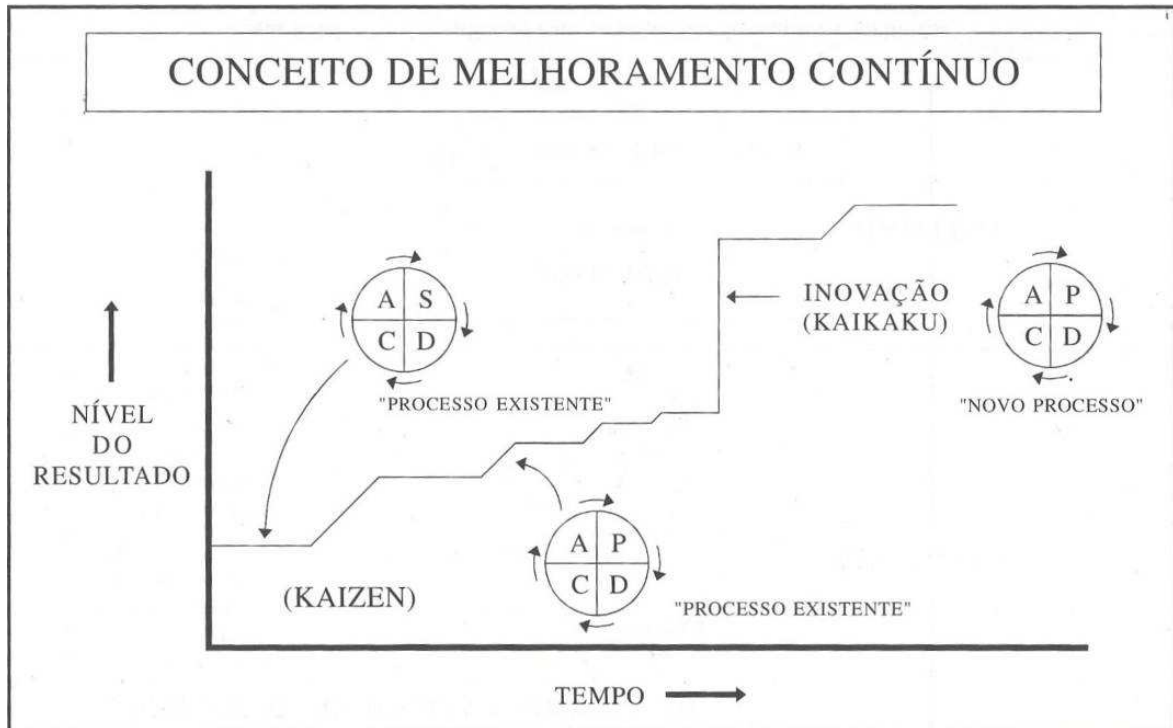 CONCEITO DE MELHORAMENTO CONTÍNUO
A S
C D
"PROCESSO EXISTENTE"
INOVAÇÃO
(KAIKAKU)
A P
C D
"NOVO PROCESSO"
NÍVEL
DO
RESULTADO
(KAIZEN)
A P
C D
"PROCESSO EXISTENTE"
TEMPO